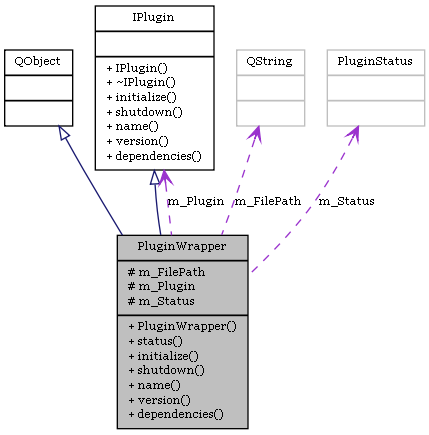 IPlugin
+ IPlugin()
+ ~IPlugin()
+ initialize()
+ shutdown()
+ name()
+ version()
+ dependencies()
QObject
QString
PluginStatus
m_Plugin
m_FilePath
m_Status
PluginWrapper
# m_FilePath
# m_Plugin
# m_Status
+ PluginWrapper()
+ status()
+ initialize()
+ shutdown()
+ name()
+ version()
+ dependencies()